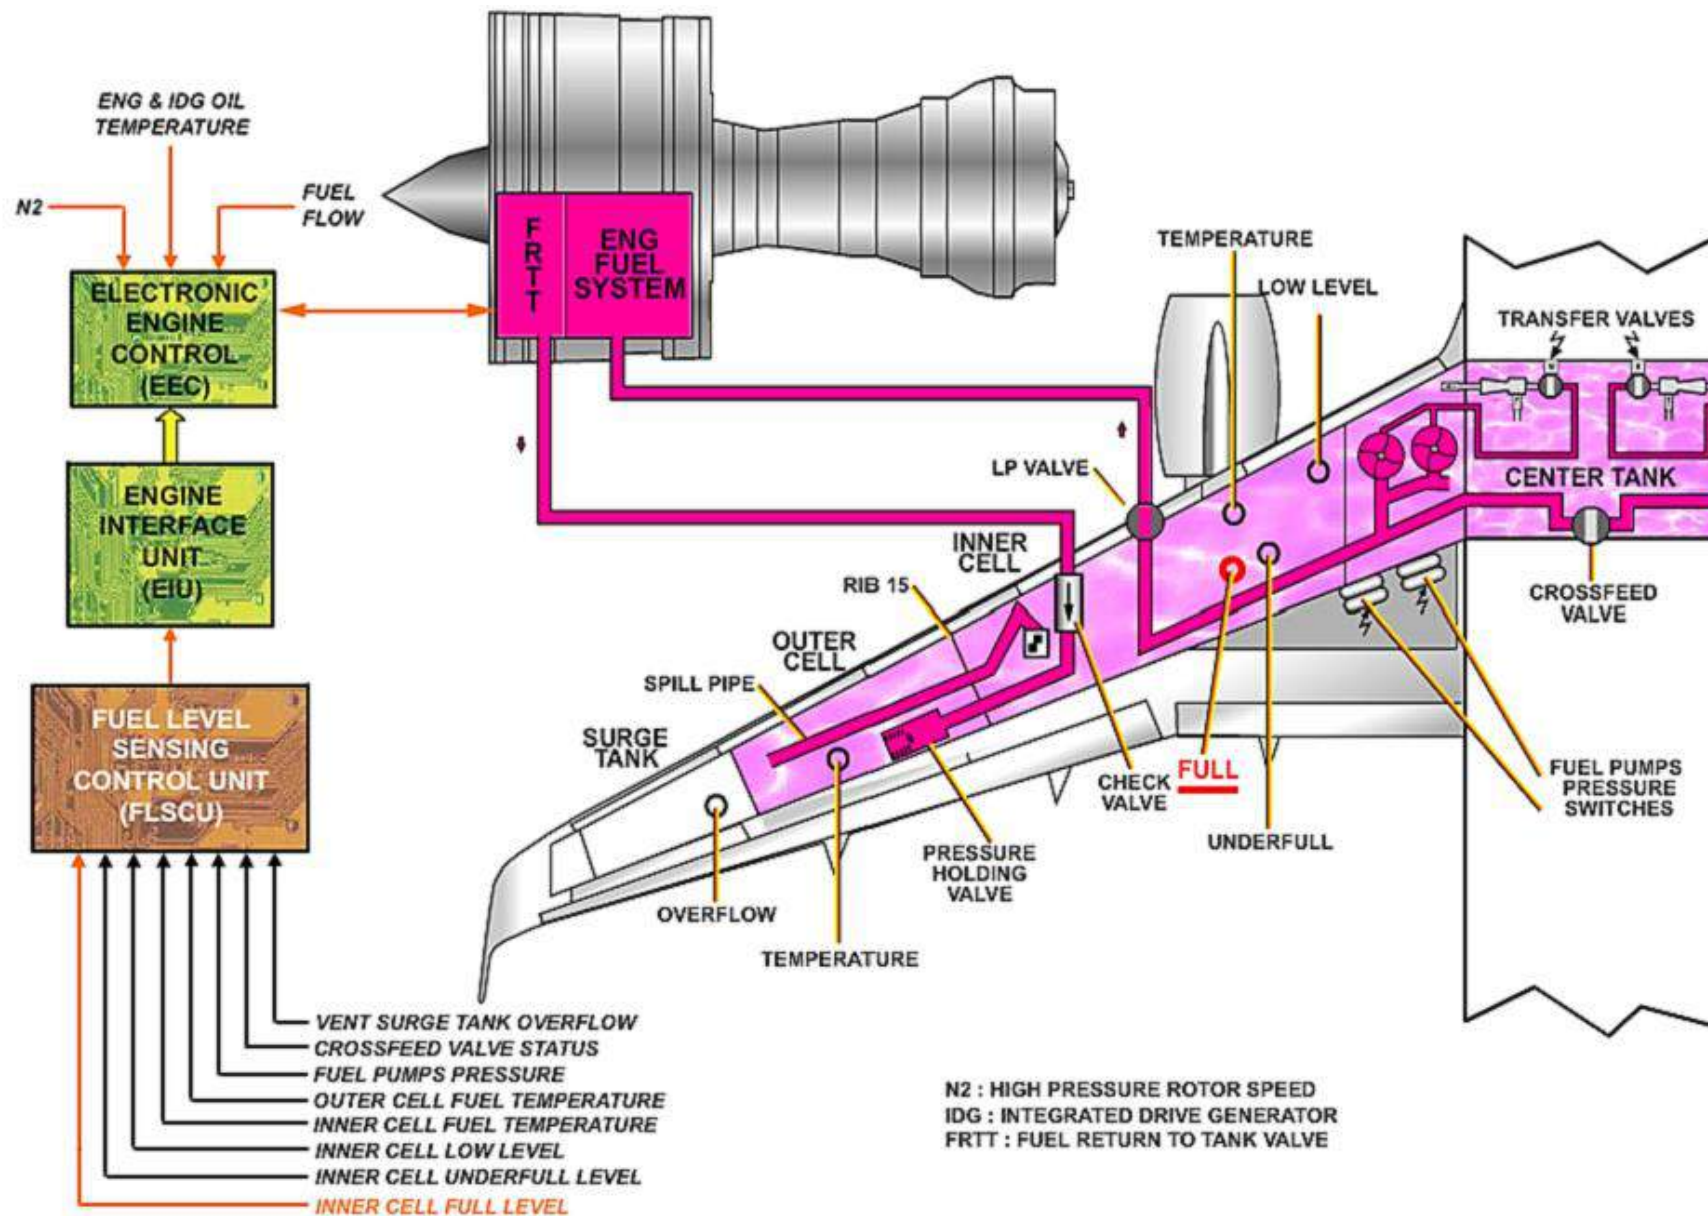 ENG & IDG OIL
TEMPERATURE
N2
FUEL
FLOW
ELECTRONIC
ENGINE
CONTROL
(EEC)
ENGINE
INTERFACE
UNIT
(EIU)
FUEL LEVEL
SENSING
CONTROL UNIT
(FLSCU)
F
R
T
T
ENG
FUEL
SYSTEM
TEMPERATURE
LOW LEVEL
TRANSFER VALVES
LP VALVE
CENTER TANK
INNER
CELL
RIB 15
CROSSFEED
VALVE
OUTER
CELL
SPILL PIPE
SURGE
TANK
CHECK
VALVE
FULL
FUEL PUMPS
PRESSURE
SWITCHES
UNDERFULL
PRESSURE
HOLDING
VALVE
OVERFLOW
TEMPERATURE
VENT SURGE TANK OVERFLOW
CROSSFEED VALVE STATUS
FUEL PUMPS PRESSURE
OUTER CELL FUEL TEMPERATURE
INNER CELL FUEL TEMPERATURE
INNER CELL LOW LEVEL
INNER CELL UNDERFULL LEVEL
INNER CELL FULL LEVEL
N2 : HIGH PRESSURE ROTOR SPEED
IDG : INTEGRATED DRIVE GENERATOR
FRTT : FUEL RETURN TO TANK VALVE